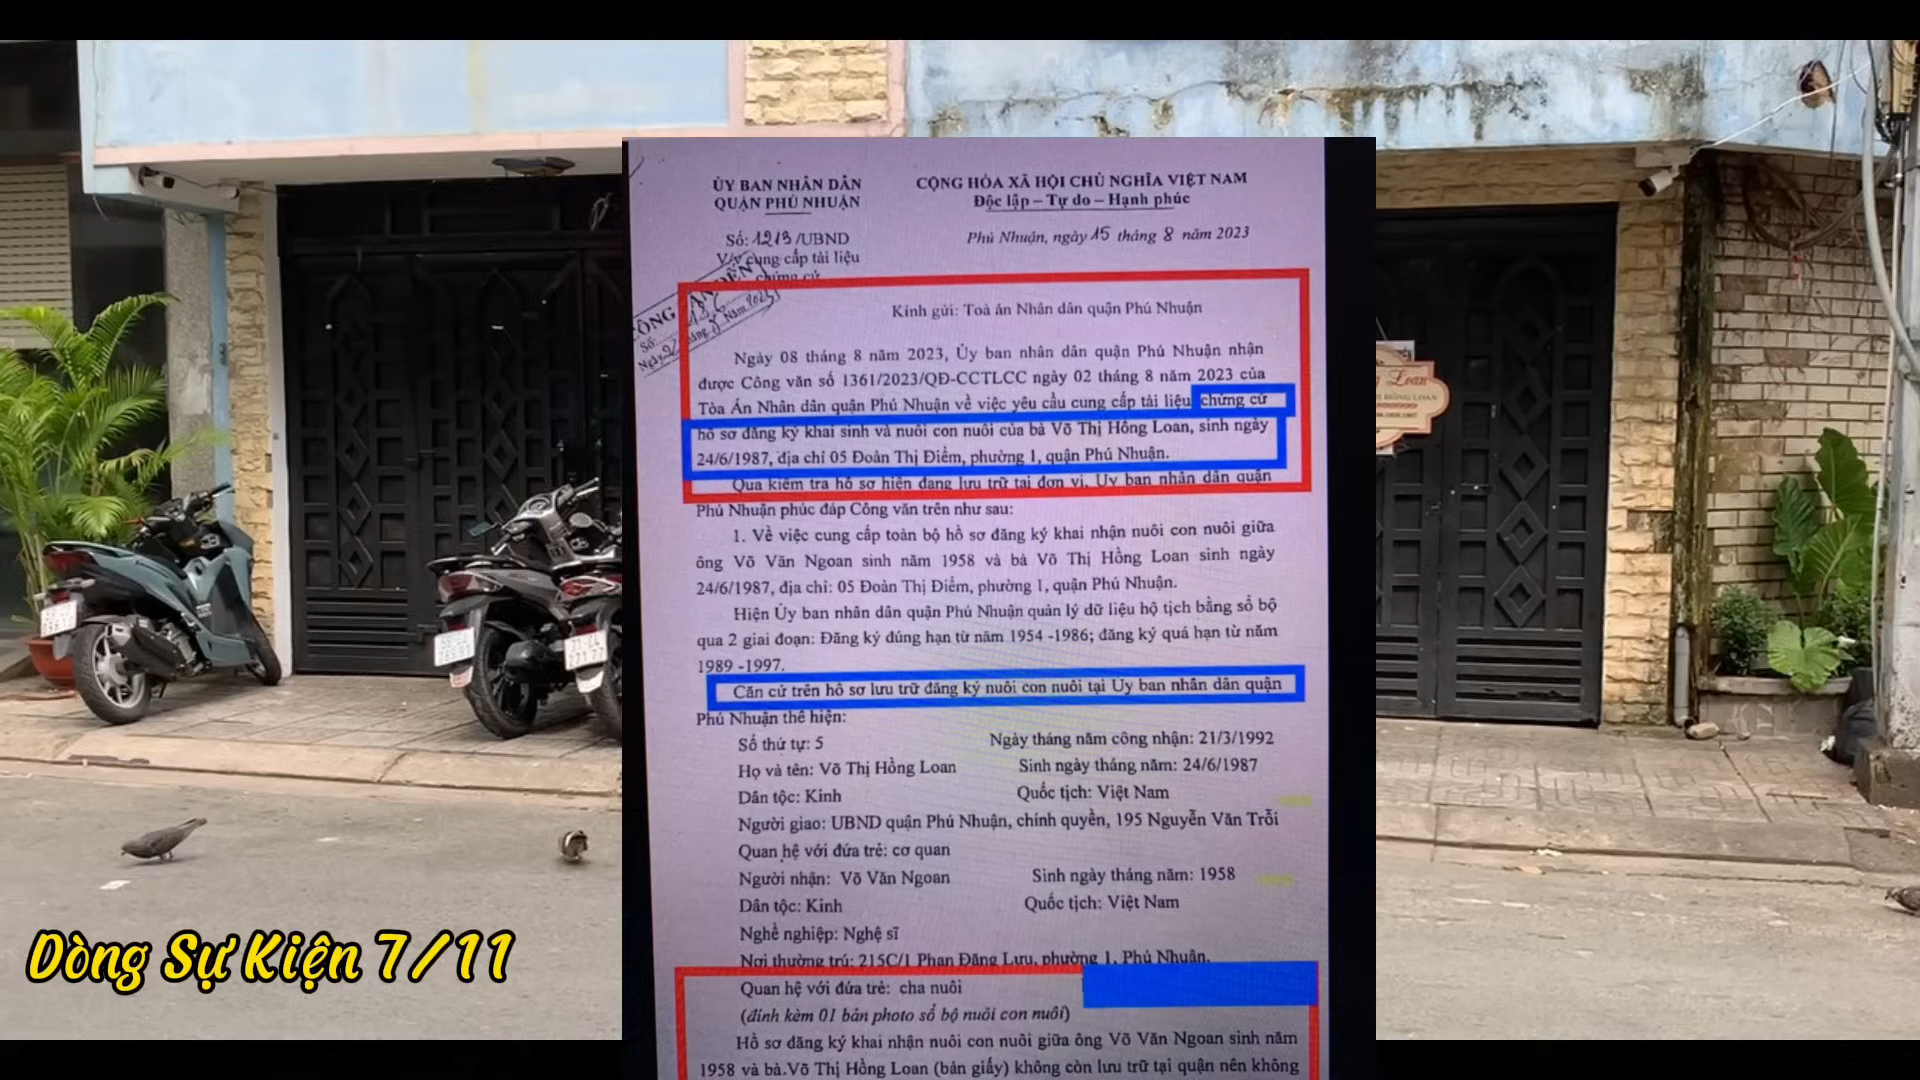 ỦY BAN NHÂN DÂN
QUẬN PHÚ NHUẬN
CỘNG HÒA XÃ HỘI CHỦ NGHĨA VIỆT NAM
Độc lập – Tự do – Hạnh phúc
Số: 1213/UBND
V/v cung cấp tài liệu
chứng cứ
Phú Nhuận, ngày 15 tháng 8 năm 2023
Kính gửi: Toà án Nhân dân quận Phú Nhuận
Ngày 08 tháng 8 năm 2023, Ủy ban nhân dân quận Phú Nhuận nhận
được Công văn số 1361/2023/QĐ-CCTLCC ngày 02 tháng 8 năm 2023 của
Tòa Án Nhân dân quận Phú Nhuận về việc yêu cầu cung cấp tài liệu chứng cứ
hồ sơ đăng ký khai sinh và nuôi con nuôi của bà Võ Thị Hồng Loan, sinh ngày
24/6/1987, địa chỉ 05 Đoàn Thị Điểm, phường 1, quận Phú Nhuận.
Qua kiểm tra hồ sơ hiện đang lưu trữ tại đơn vị, Ủy ban nhân dân quận
Phú Nhuận phúc đáp Công văn trên như sau:
1. Về việc cung cấp toàn bộ hồ sơ đăng ký khai nhận nuôi con nuôi giữa
ông Võ Văn Ngoan sinh năm 1958 và bà Võ Thị Hồng Loan sinh ngày
24/6/1987, địa chỉ: 05 Đoàn Thị Điểm, phường 1, quận Phú Nhuận.
Hiện Ủy ban nhân dân quận Phú Nhuận quản lý dữ liệu hộ tịch bằng sổ bộ
qua 2 giai đoạn: Đăng ký đúng hạn từ năm 1954 -1986; đăng ký quá hạn từ năm
1989 -1997.
Căn cứ trên hồ sơ lưu trữ đăng ký nuôi con nuôi tại Uỷ ban nhân dân quận
Phú Nhuận thể hiện:
Số thứ tự: 5
Ngày tháng năm công nhận: 21/3/1992
Họ và tên: Võ Thị Hồng Loan
Sinh ngày tháng năm: 24/6/1987
Dân tộc: Kinh
Quốc tịch: Việt Nam
Người giao: UBND quận Phú Nhuận, chính quyền, 195 Nguyễn Văn Trỗi
Quan hệ với đứa trẻ: cơ quan
Người nhận: Võ Văn Ngoan
Sinh ngày tháng năm: 1958
Dân tộc: Kinh
Quốc tịch: Việt Nam
Nghề nghiệp: Nghệ sĩ
Nơi thường trú: 215C/1 Phan Đăng Lưu, phường 1, Phú Nhuận.
Quan hệ với đứa trẻ: cha nuôi
(đính kèm 01 bản photo sổ bộ nuôi con nuôi)
Hồ sơ đăng ký khai nhận nuôi con nuôi giữa ông Võ Văn Ngoan sinh năm
1958 và bà.Võ Thị Hồng Loan (bản giấy) không còn lưu trữ tại quận nên không
Dòng Sự Kiện 7/11